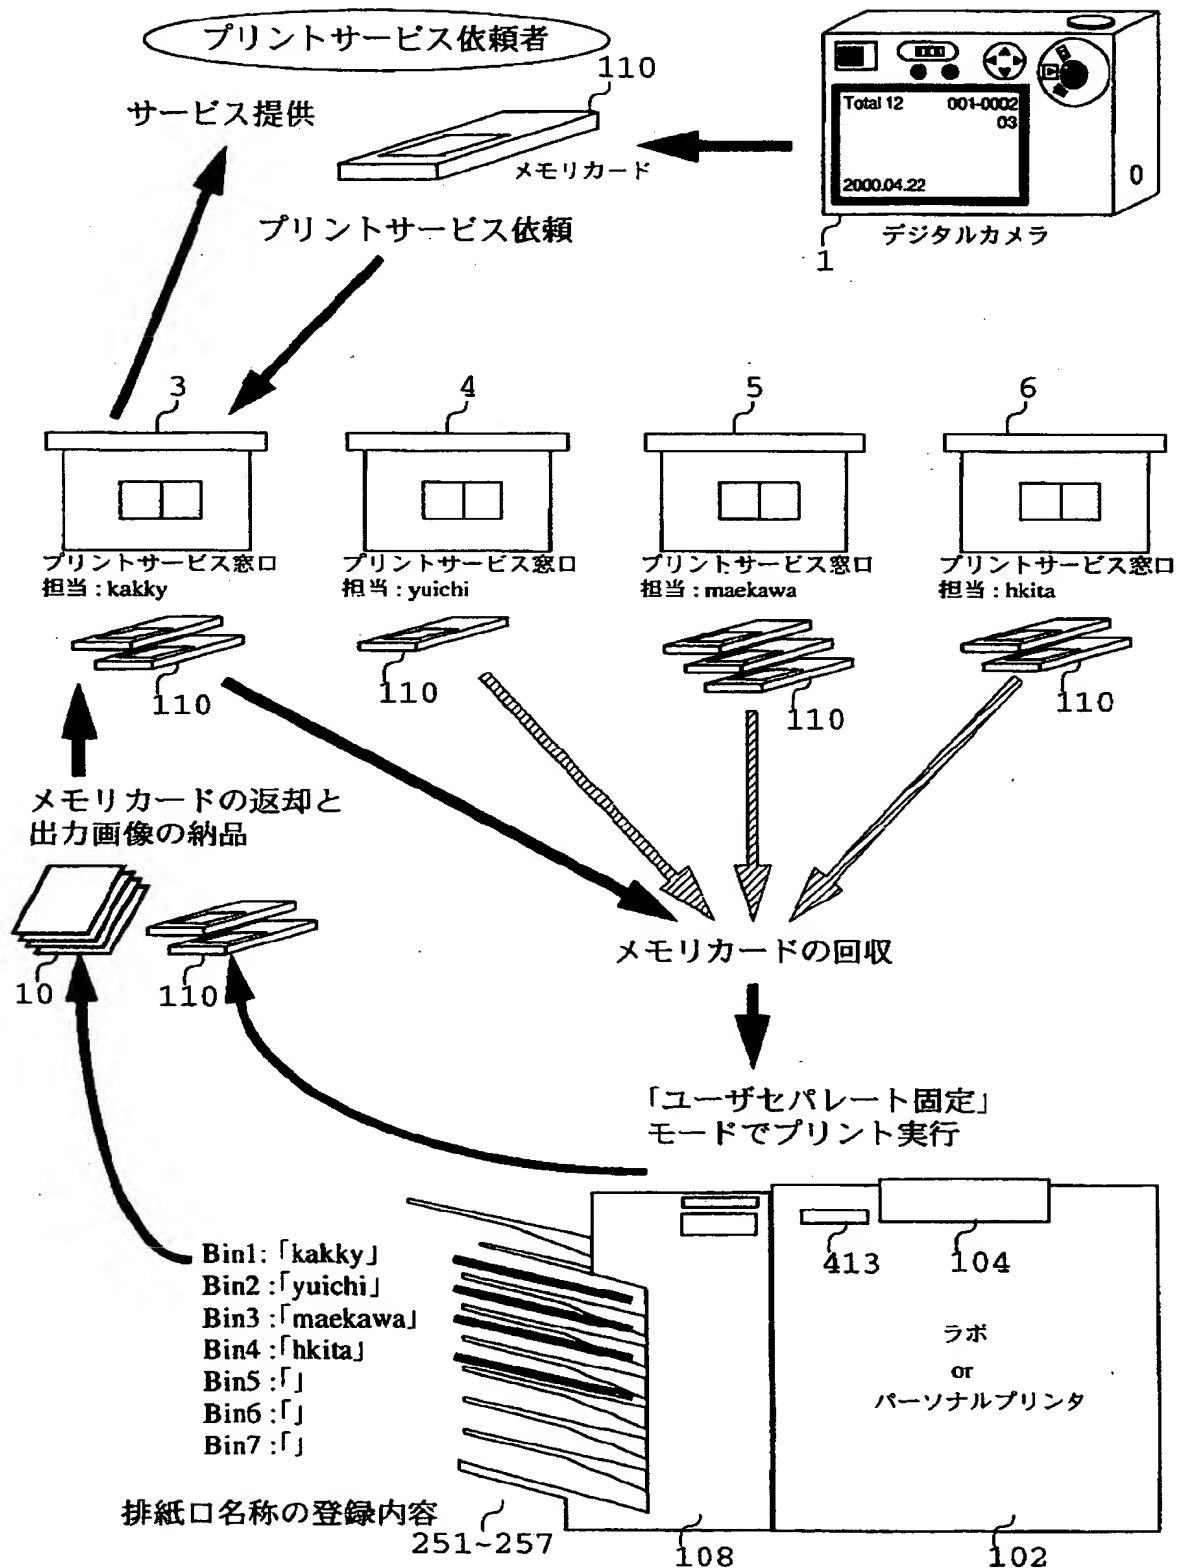 プリントサービス依頼者
110
サービス提供
メモリカード
Total 12 001-0002
03
2000.04.22
0
プリントサービス依頼
デジタルカメラ
1
3
4
5
6
プリントサービス窓口
担当 : kakky
プリントサービス窓口
担当 : yuichi
プリントサービス窓口
担当 : maekawa
プリントサービス窓口
担当 : hkita
110
110
110
110
メモリカードの返却と
出力画像の納品
10
110
メモリカードの回収
「ユーザセパレート固定」
モードでプリント実行
Bin1:「kakky」
Bin2 :「yuichi」
Bin3 :「maekawa」
Bin4 :「hkita」
Bin5 :「」
Bin6 :「」
Bin7 :「」
413
104
ラボ
or
パーソナルプリンタ
排紙口名称の登録内容
251~257
108
102